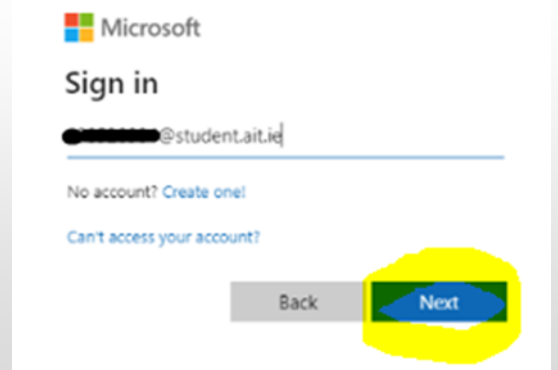 Microsoft
Sign in
@student.ait.ie
No account? Create one!
Can't access your account?
Back Next